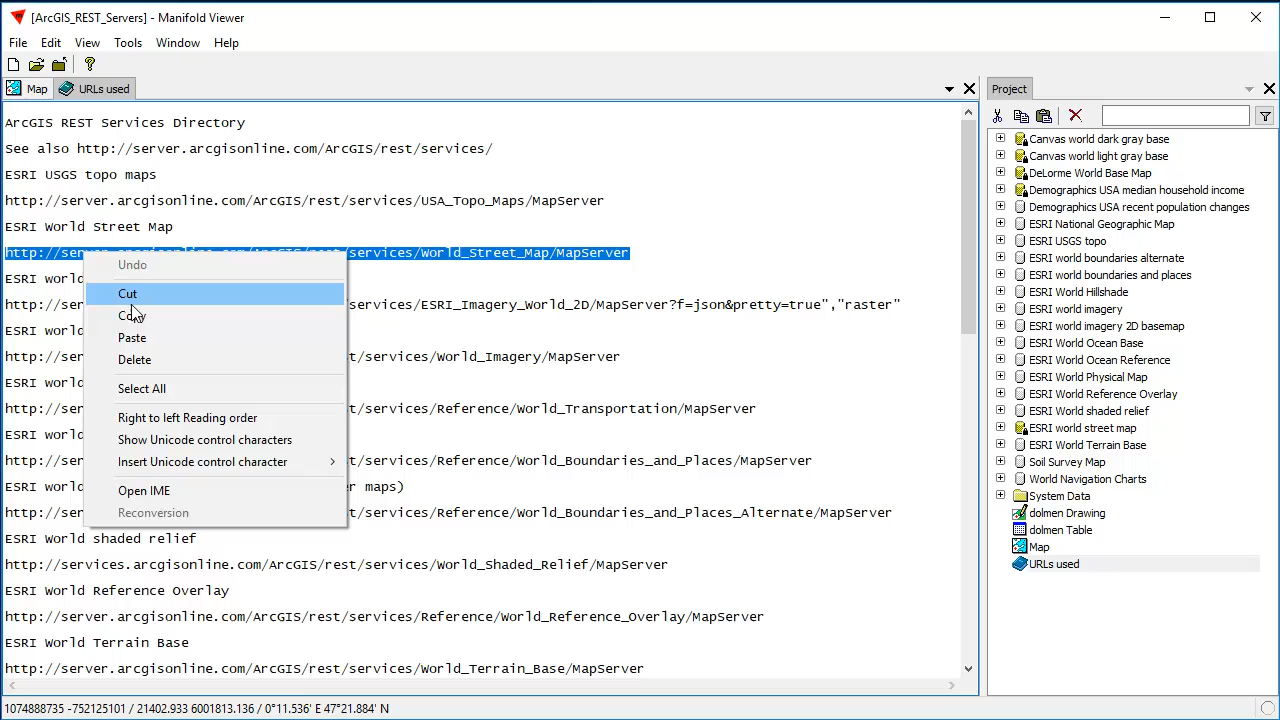 [ArcGIS_REST_Servers] - Manifold Viewer
File Edit View Tools Window Help
Map URLs used
ArcGIS REST Services Directory
See also http://server.arcgisonline.com/ArcGIS/rest/services/
ESRI USGS topo maps
http://server.arcgisonline.com/ArcGIS/rest/services/USA_Topo_Maps/MapServer
ESRI World Street Map
/services/World_Street_Map/MapServer
ESRI
t/services/ESRI_Imagery_World_2D/MapServer?f=json&pretty=true","raster"
ESRI
t/services/World_Imagery/MapServer
ESRI
t/services/Reference/World_Transportation/MapServer
ESRI
t/services/Reference/World_Boundaries_and_Places/MapServer
ESRI maps)
t/services/Reference/World_Boundaries_and_Places_Alternate/MapServer
ESRI world shaded relief
http://services.arcgisonline.com/ArcGIS/rest/services/World_Shaded_Relief/MapServer
ESRI World Reference Overlay
http://server.arcgisonline.com/ArcGIS/rest/services/Reference/World_Reference_Overlay/MapServer
ESRI World Terrain Base
http://server.arcgisonline.com/ArcGIS/rest/services/World_Terrain_Base/MapServer
Undo
Cut
Copy
Paste
Delete
Select All
Right to left Reading order
Show Unicode control characters
Insert Unicode control character
Open IME
Reconversion
Project
Canvas world dark gray base
Canvas world light gray base
DeLorme World Base Map
Demographics USA median household income
Demographics USA recent population changes
ESRI National Geographic Map
ESRI USGS topo
ESRI world boundaries alternate
ESRI world boundaries and places
ESRI World Hillshade
ESRI world imagery
ESRI world imagery 2D basemap
ESRI World Ocean Base
ESRI World Ocean Reference
ESRI World Physical Map
ESRI World Reference Overlay
ESRI World shaded relief
ESRI world street map
ESRI World Terrain Base
Soil Survey Map
World Navigation Charts
System Data
dolmen Drawing
dolmen Table
Map
URLs used
1074888735 -752125101 / 21402.933 6001813.136 / 0°11.536' E 47°21.884' N